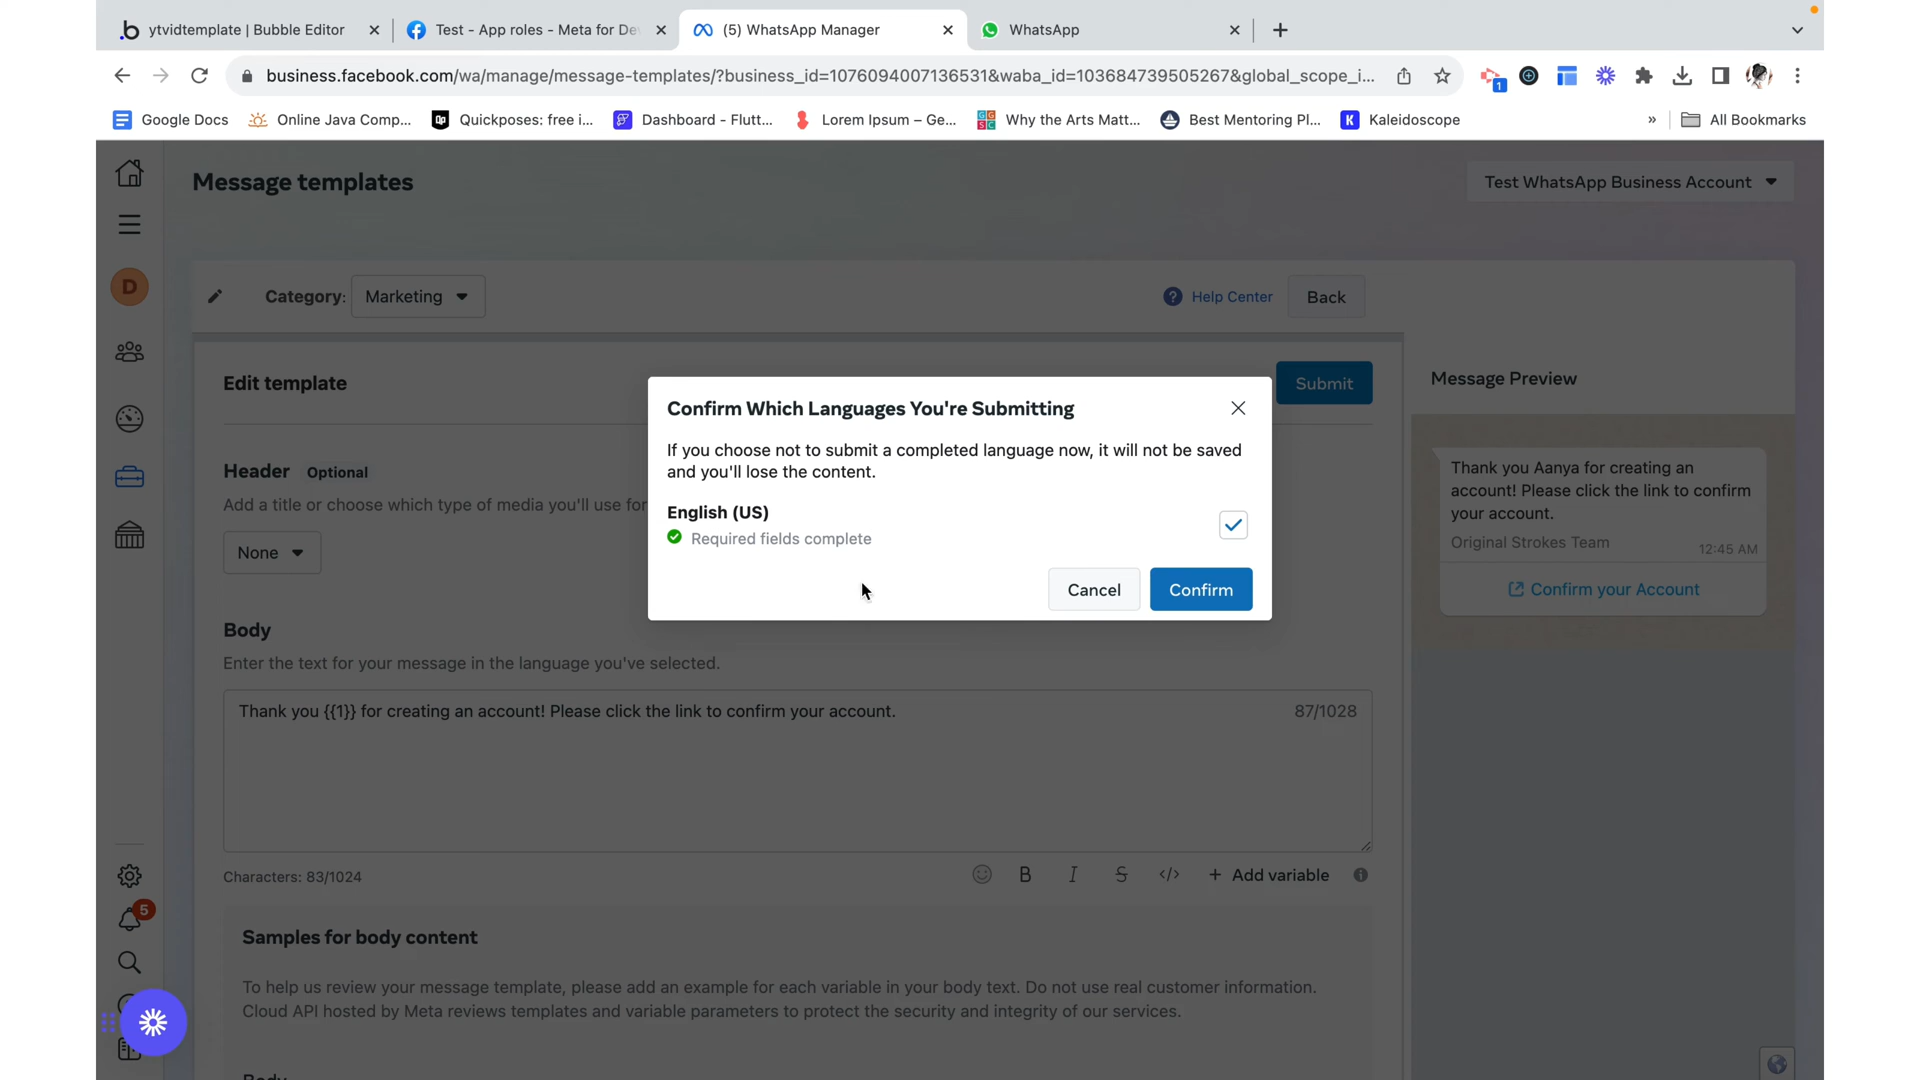 ytvidtemplate | Bubble Editor
Test - App roles - Meta for De
(5) WhatsApp Manager
WhatsApp
business.facebook.com/wa/manage/message-templates/?business_id=1076094007136531&waba_id=103684739505267&global_scope_i...
1
Google Docs
Online Java Comp...
Quickposes: free i...
Dashboard - Flutt...
Lorem Ipsum – Ge...
Why the Arts Matt...
Best Mentoring Pl...
Kaleidoscope
»
All Bookmarks
Message templates
Test WhatsApp Business Account
D
Category:
Marketing
Help Center
Back
Edit template
Submit
Message Preview
Confirm Which Languages You're Submitting
If you choose not to submit a completed language now, it will not be saved
and you'll lose the content.
English (US)
Required fields complete
Cancel
Confirm
Header
Optional
Add a title or choose which type of media you'll use for
None
Thank you Aanya for creating an
account! Please click the link to confirm
your account.
Original Strokes Team
12:45 AM
Confirm your Account
Body
Enter the text for your message in the language you've selected.
Thank you {{1}} for creating an account! Please click the link to confirm your account.
87/1028
Characters: 83/1024
B
I
S
</>
+ Add variable
5
Samples for body content
To help us review your message template, please add an example for each variable in your body text. Do not use real customer information.
Cloud API hosted by Meta reviews templates and variable parameters to protect the security and integrity of our services.
Body